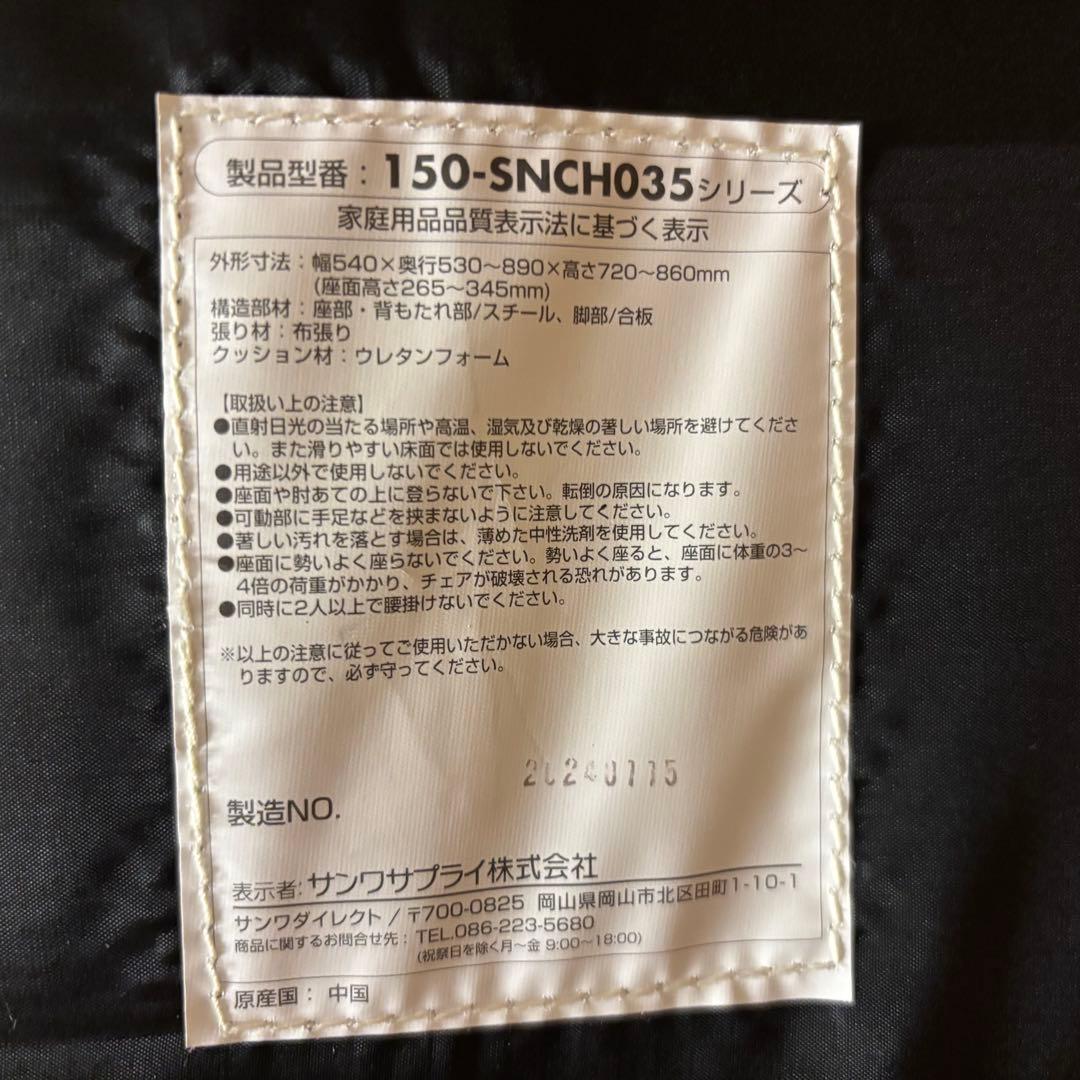 製品型番：150-SNCH035シリーズ
家庭用品品質表示法に基づく表示
外形寸法：幅540×奥行530～890×高さ720～860mm
（座面高さ265～345mm）
構造部材：座部・背もたれ部/スチール、脚部/合板
張り材：布張り
クッション材：ウレタンフォーム
【取扱い上の注意】
●直射日光の当たる場所や高温、湿気及び乾燥の著しい場所を避けてくださ
い。また滑りやすい床面では使用しないでください。
●用途以外で使用しないでください。
●座面や肘あての上に登らないで下さい。転倒の原因になります。
●可動部に手足などを挟まないように注意してください。
●著しい汚れを落とす場合は、薄めた中性洗剤を使用してください。
●座面に勢いよく座らないでください。勢いよく座ると、座面に体重の3～
4倍の荷重がかかり、チェアが破壊される恐れがあります。
●同時に2人以上で腰掛けないでください。
※以上の注意に従ってご使用いただかない場合、大きな事故につながる危険があ
りますので、必ず守ってください。
20240115
製造NO.
表示者：サンワサプライ株式会社
サンワダイレクト / 〒700-0825 岡山県岡山市北区田町1-10-1
商品に関するお問合せ先：TEL.086-223-5680
（祝祭日を除く月～金 9:00～18:00）
原産国： 中国